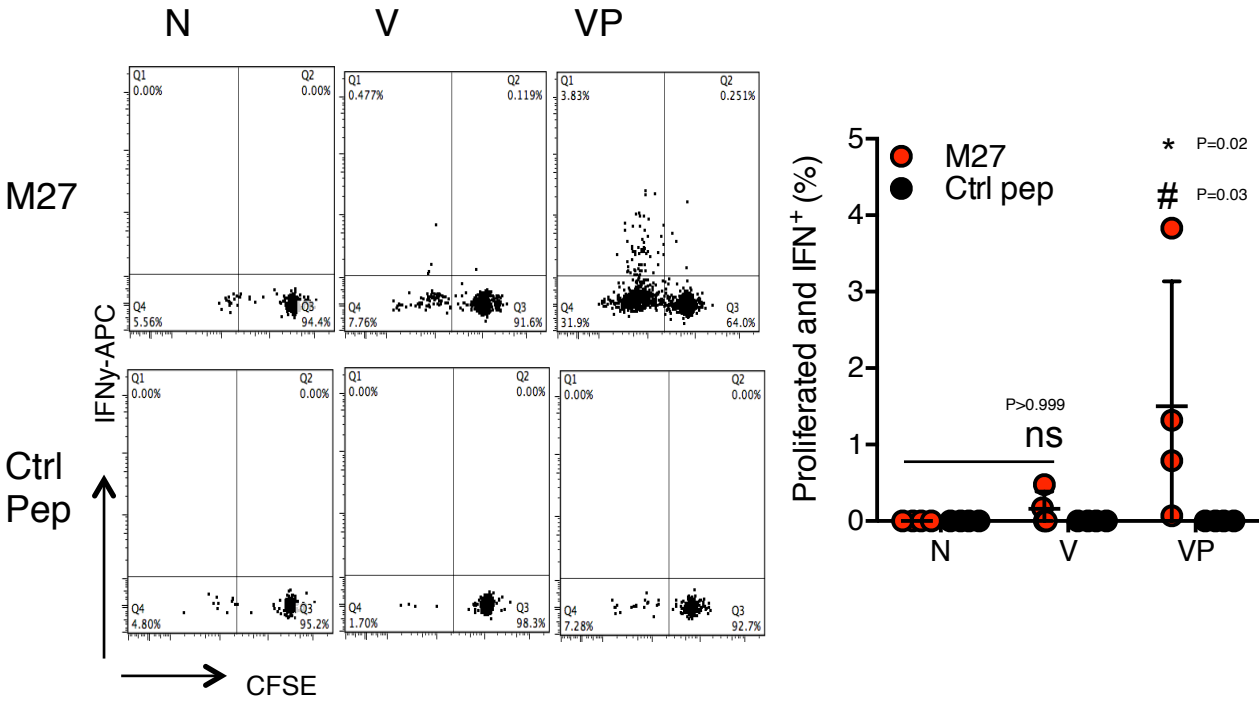 N V VP
M27
Q1 Q2
0.00% 0.00%
Q4 Q3
5.56% 94.4%
Q1 Q2
0.477% 0.119%
Q4 Q3
7.76% 91.6%
Q1 Q2
3.83% 0.251%
Q4 Q3
31.9% 64.0%
Ctrl
Pep
Q1 Q2
0.00% 0.00%
Q4 Q3
4.80% 95.2%
Q1 Q2
0.00% 0.00%
Q4 Q3
1.70% 98.3%
Q1 Q2
0.00% 0.00%
Q4 Q3
7.28% 92.7%
IFNy-APC
CFSE
Proliferated and IFN+ (%)
5
4
3
2
1
0
M27
Ctrl pep
* P=0.02
# P=0.03
P>0.999
ns
N V VP